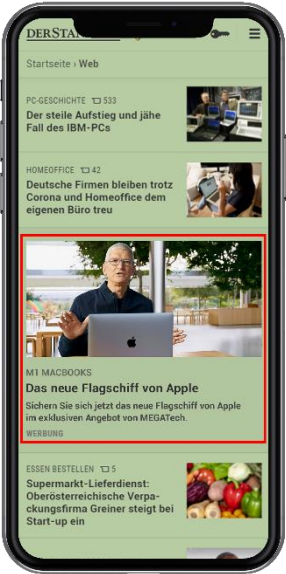 DERSTA
Startseite › Web
PC-GESCHICHTE 533
Der steile Aufstieg und jähe
Fall des IBM-PCs
HOMEOFFICE 42
Deutsche Firmen bleiben trotz
Corona und Homeoffice dem
eigenen Büro treu
M1 MACBOOKS
Das neue Flagschiff von Apple
Sichern Sie sich jetzt das neue Flagschiff von Apple
im exklusiven Angebot von MEGATech.
WERBUNG
ESSEN BESTELLEN 5
Supermarkt-Lieferdienst:
Oberösterreichische Verpa-
ckungsfirma Greiner steigt bei
Start-up ein